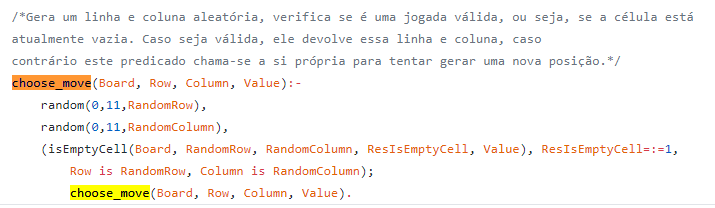 /*Gera um linha e coluna aleatória, verifica se é uma jogada válida, ou seja, se a célula está
atualmente vazia. Caso seja válida, ele devolve essa linha e coluna, caso
contrário este predicado chama-se a si própria para tentar gerar uma nova posição.*/
choose_move(Board, Row, Column, Value):-
    random(0,11,RandomRow),
    random(0,11,RandomColumn),
    (isEmptyCell(Board, RandomRow, RandomColumn, ResIsEmptyCell, Value), ResIsEmptyCell=:=1,
        Row is RandomRow, Column is RandomColumn);
        choose_move(Board, Row, Column, Value).